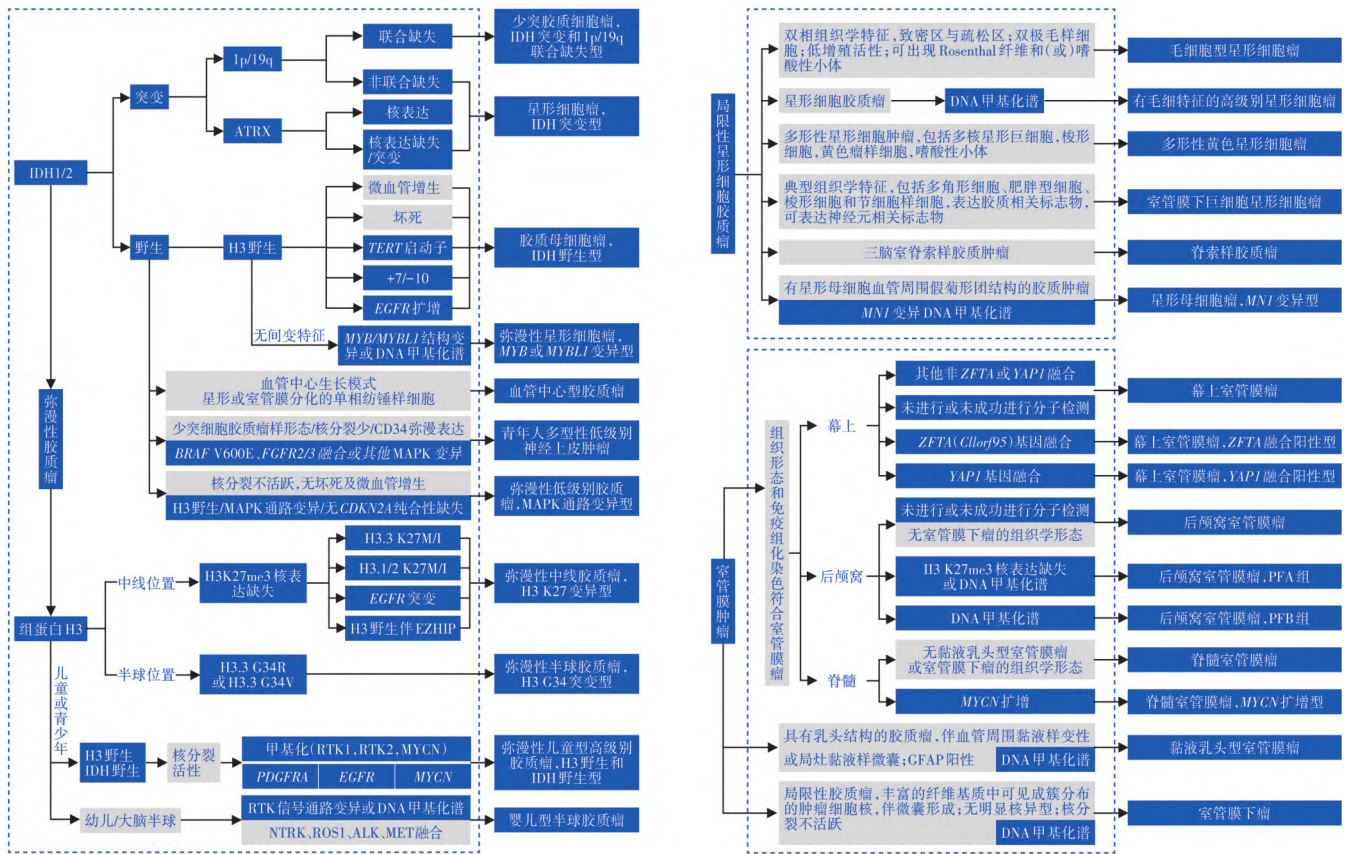 IDH1/2
突变
1p/19q
联合缺失
少突胶质细胞瘤,
IDH突变和1p/19q
联合缺失型
非联合缺失
ATRX
核表达
核表达缺失
/突变
星形细胞瘤,
IDH突变型
野生
H3野生
微血管增生
坏死
TERT启动子
+7/-10
EGFR扩增
胶质母细胞瘤,
IDH野生型
无间变特征
MYB/MYBL1结构变
异或DNA甲基化谱
弥漫性星形细胞瘤,
MYB或MYBL1变异型
血管中心生长模式
星形或室管膜分化的单相纺锤样细胞
血管中心型胶质瘤
少突细胞胶质瘤样形态/核分裂少/CD34弥漫表达
BRAF V600E、FGFR2/3融合或其他MAPK变异
青年人多型性低级别
神经上皮肿瘤
核分裂不活跃,无坏死及微血管增生
H3野生/MAPK通路变异/无CDKN2A纯合性缺失
弥漫性低级别胶质
瘤,MAPK通路变异型
弥漫性胶质瘤
组蛋白H3
中线位置
H3K27me3核表
达缺失
H3.3 K27M/I
H3.1/2 K27M/I
EGFR突变
H3野生伴EZHIP
弥漫性中线胶质瘤,
H3 K27变异型
半球位置
H3.3 G34R
或H3.3 G34V
弥漫性半球胶质瘤,
H3 G34突变型
儿童或青少年
H3野生
IDH野生
核分裂
活性
甲基化(RTK1,RTK2,MYCN)
PDGFRA
EGFR
MYCN
弥漫性儿童型高级别
胶质瘤,H3野生和
IDH野生型
幼儿/大脑半球
RTK信号通路变异或DNA甲基化谱
NTRK、ROS1、ALK、MET融合
婴儿型半球胶质瘤
局限性星形细胞胶质瘤
双相组织学特征,致密区与疏松区;双极毛样细
胞;低增殖活性;可出现Rosenthal纤维和(或)嗜
酸性小体
毛细胞型星形细胞瘤
星形细胞胶质瘤
DNA甲基化谱
有毛细特征的高级别星形细胞瘤
多形性星形细胞肿瘤,包括多核星形巨细胞,梭形
细胞,黄色瘤样细胞,嗜酸性小体
多形性黄色星形细胞瘤
典型组织学特征,包括多角形细胞、肥胖型细胞、
梭形细胞和节细胞样细胞,表达胶质相关标志物,
可表达神经元相关标志物
室管膜下巨细胞星形细胞瘤
三脑室脊索样胶质肿瘤
脊索样胶质瘤
有星形母细胞血管周围假菊形团结构的胶质肿瘤
MN1变异DNA甲基化谱
星形母细胞瘤,MN1变异型
室管膜肿瘤
组织形态和免疫组化染色符合室管膜瘤
幕上
其他非ZFTA或YAP1融合
未进行或未成功进行分子检测
幕上室管膜瘤
ZFTA(Cllorf95)基因融合
幕上室管膜瘤,ZFTA融合阳性型
YAP1基因融合
幕上室管膜瘤,YAP1融合阳性型
后颅窝
未进行或未成功进行分子检测
无室管膜下瘤的组织学形态
后颅窝室管膜瘤
II3 K27me3核表达缺失
或DNA甲基化谱
后颅窝室管膜瘤,PFA组
DNA甲基化谱
后颅窝室管膜瘤,PFB组
脊髓
无黏液乳头型室管膜瘤
或室管膜下瘤的组织学形态
脊髓室管膜瘤
MYCN扩增
脊髓室管膜瘤,MYCN扩增型
具有乳头结构的胶质瘤,伴血管周围黏液样变性
或局灶黏液样微囊;GFAP阳性
DNA甲基化谱
黏液乳头型室管膜瘤
局限性胶质瘤,丰富的纤维基质中可见成簇分布
的肿瘤细胞核,伴微囊形成;无明显核异型;核分
裂不活跃
DNA甲基化谱
室管膜下瘤